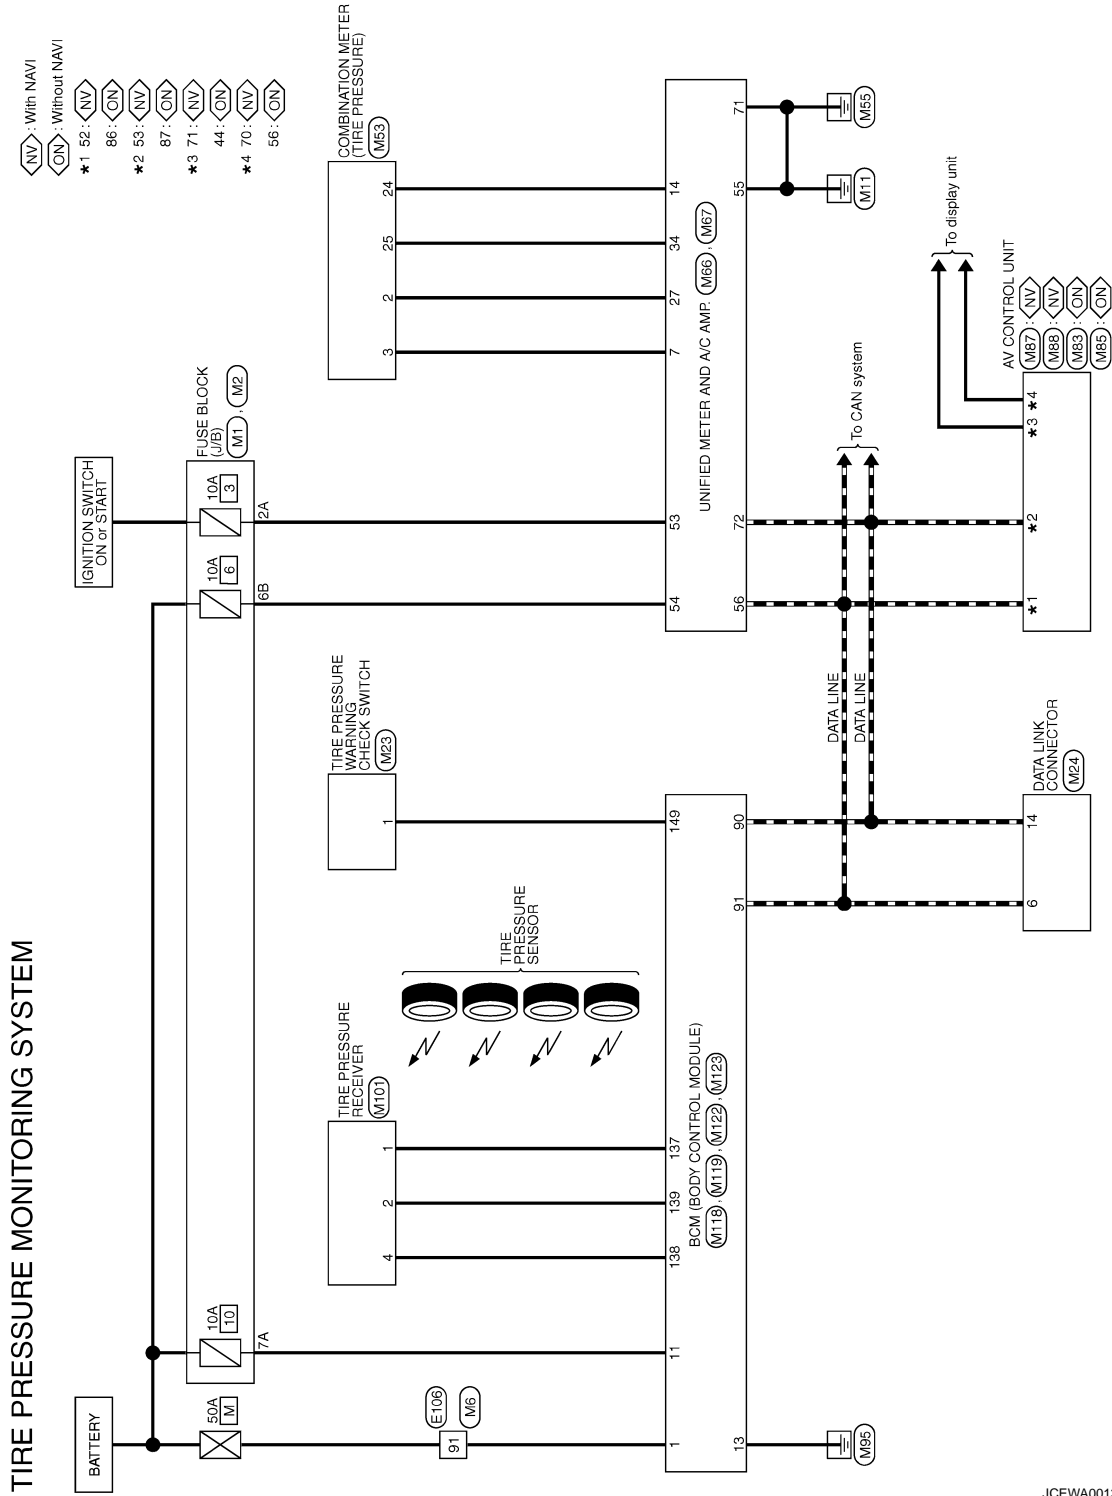 TIRE PRESSURE MONITORING SYSTEM
NV : With NAVI
ON : Without NAVI
*1 52 : NV
86 : ON
*2 53 : NV
87 : ON
*3 71 : NV
44 : ON
*4 70 : NV
56 : ON
BATTERY
IGNITION SWITCH
ON or START
50A
M
10A
10
10A
6
10A
3
FUSE BLOCK
(J/B)
M1 , M2
7A
6B
2A
E106
M6
91
TIRE PRESSURE
RECEIVER
M101
4
2
1
TIRE
PRESSURE
SENSOR
TIRE PRESSURE
WARNING
CHECK SWITCH
M23
1
COMBINATION METER
(TIRE PRESSURE)
M53
3
2
25
24
1
11
138
139
137
149
BCM (BODY CONTROL MODULE)
M118 , M119 , M122 , M123
13
91
90
54
53
7
27
34
14
UNIFIED METER AND A/C AMP.
M66 , M67
56
72
55
71
M95
M11
M55
DATA LINE
DATA LINE
To CAN system
To display unit
DATA LINK
CONNECTOR
M24
6
14
AV CONTROL UNIT
M87 : NV
M88 : NV
M83 : ON
M85 : ON
*1
*2
*3
*4